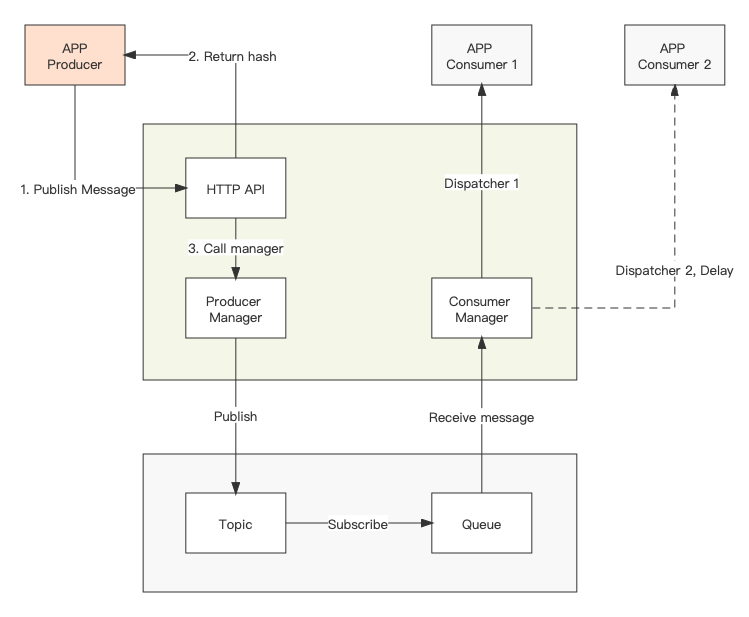 APP
Producer
2. Return hash
APP
Consumer 1
APP
Consumer 2
1. Publish Message
HTTP API
Dispatcher 1
3. Call manager
Dispatcher 2, Delay
Producer
Manager
Consumer
Manager
Publish
Receive message
Topic
Subscribe
Queue